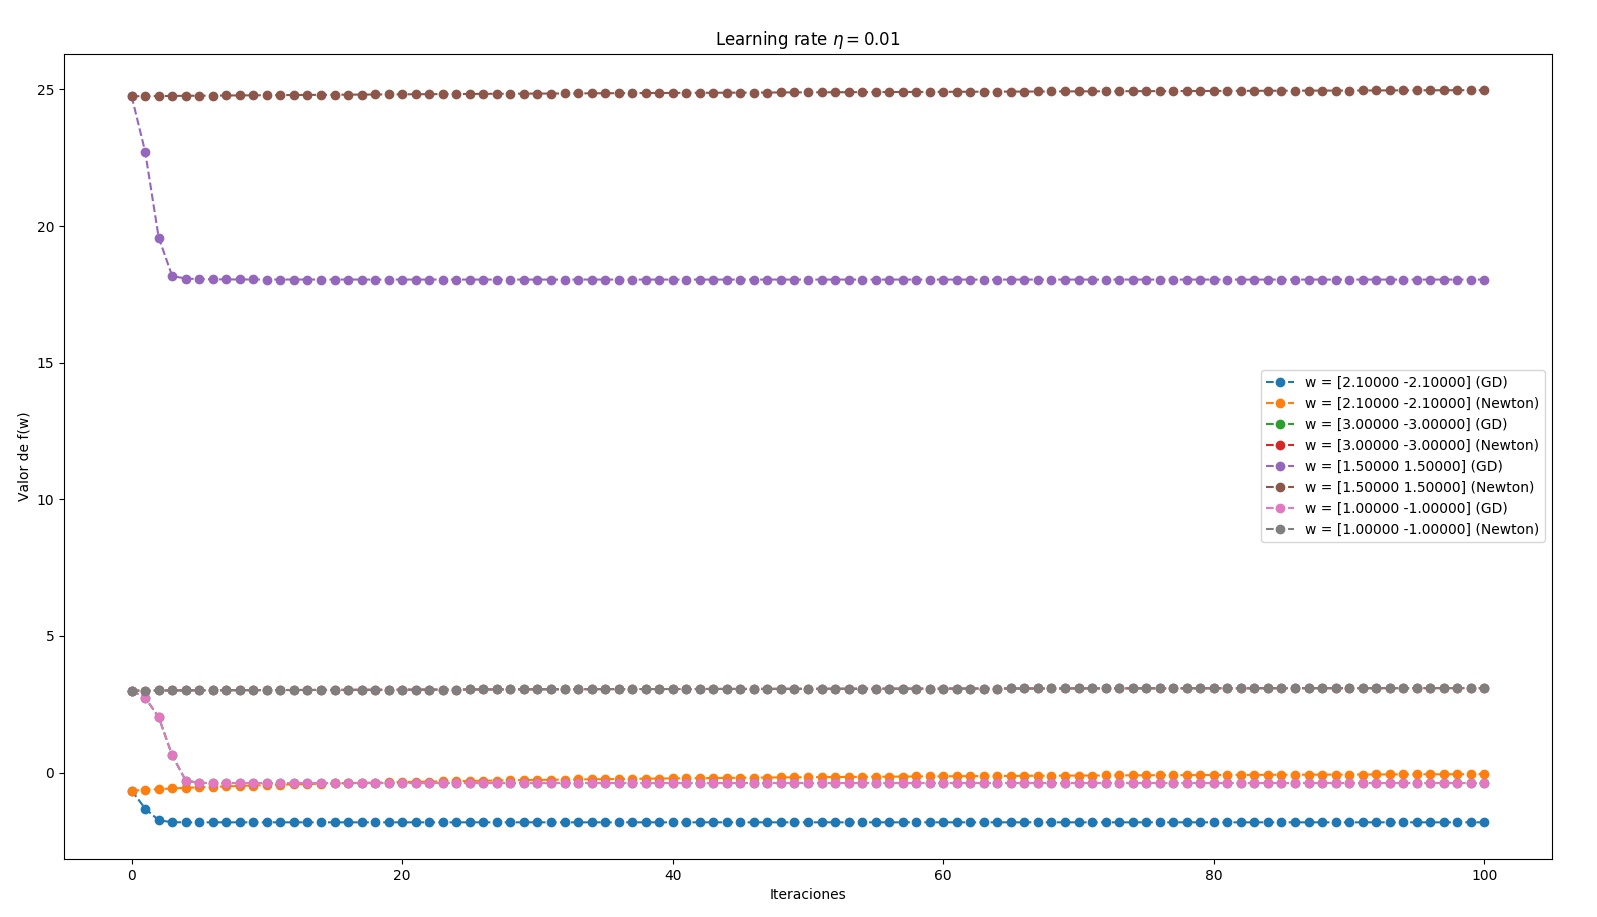 Learning rate η = 0.01
25
20
15
10
5
0
Valor de f(w)
w = [2.10000 -2.10000] (GD)
w = [2.10000 -2.10000] (Newton)
w = [3.00000 -3.00000] (GD)
w = [3.00000 -3.00000] (Newton)
w = [1.50000 1.50000] (GD)
w = [1.50000 1.50000] (Newton)
w = [1.00000 -1.00000] (GD)
w = [1.00000 -1.00000] (Newton)
0 20 40 60 80 100
Iteraciones